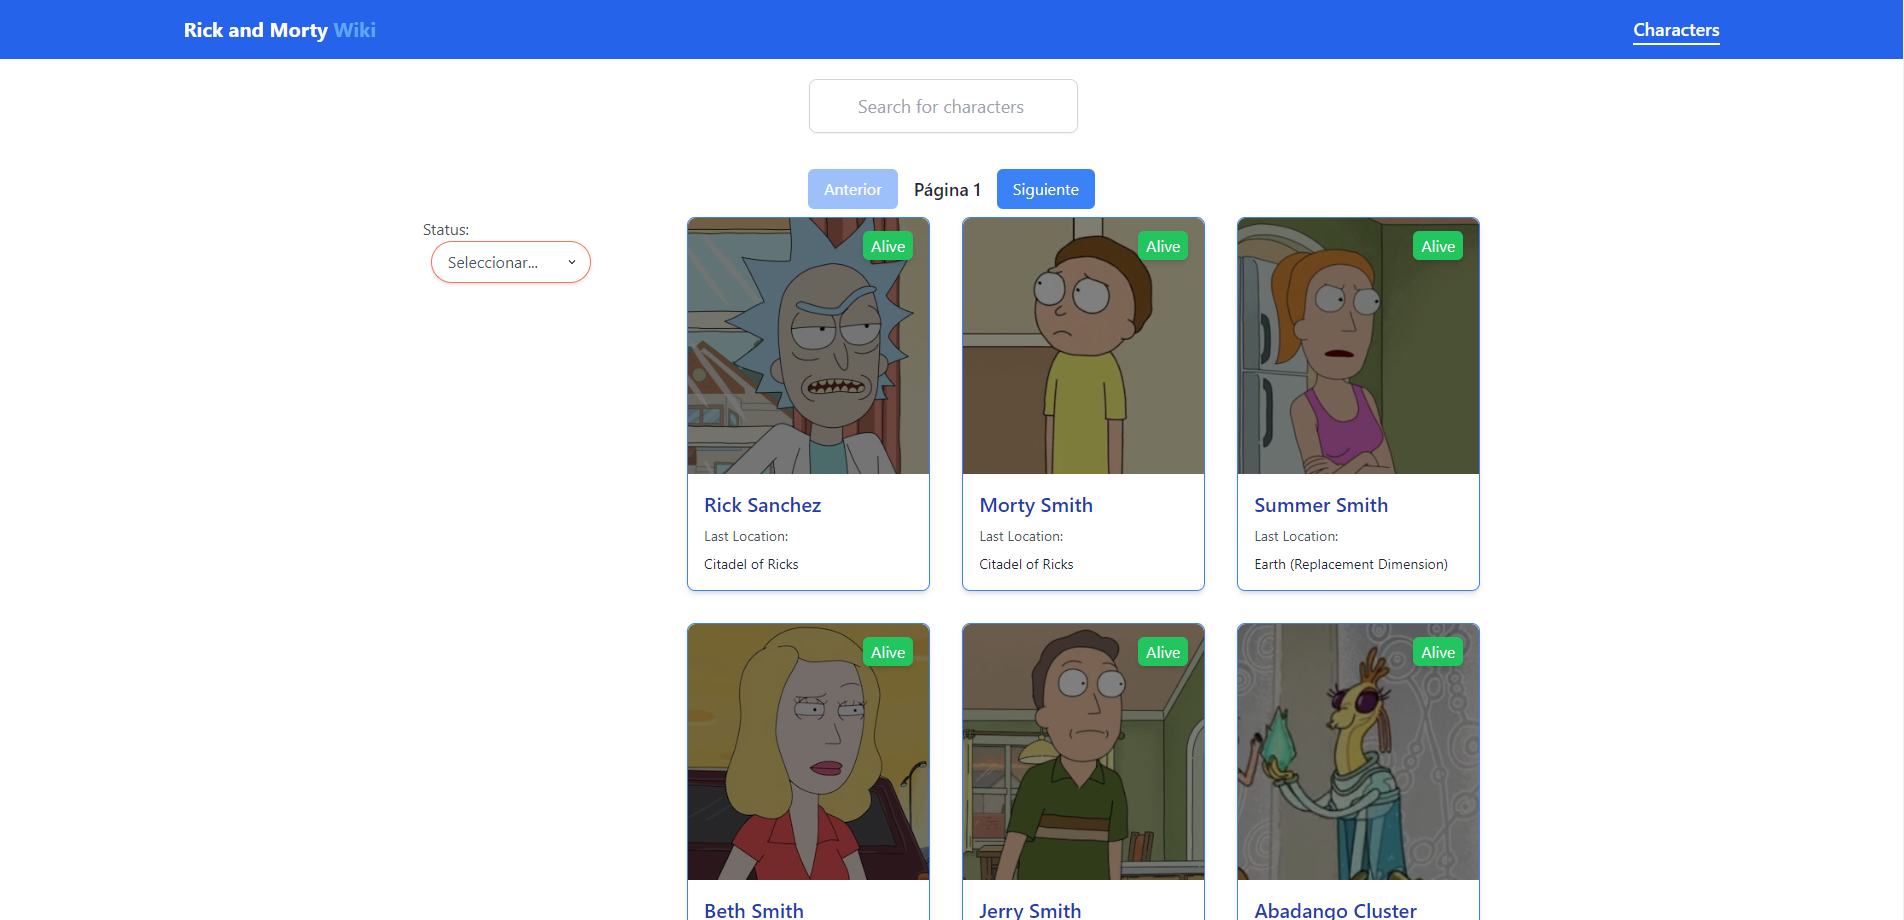 Rick and Morty Wiki
Characters
Search for characters
Anterior
Página 1
Siguiente
Status:
Seleccionar...
Alive
Alive
Alive
Rick Sanchez
Last Location:
Citadel of Ricks
Morty Smith
Last Location:
Citadel of Ricks
Summer Smith
Last Location:
Earth (Replacement Dimension)
Alive
Alive
Alive
Beth Smith
Jerry Smith
Abadango Cluster